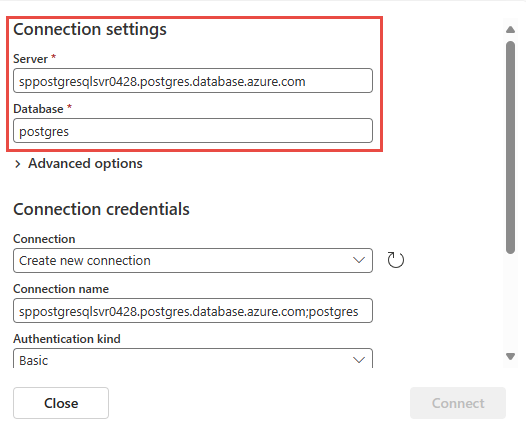 Connection settings
Server *
sppostgresqlsvr0428.postgres.database.azure.com
Database *
postgres
Advanced options
Connection credentials
Connection
Create new connection
Connection name
sppostgresqlsvr0428.postgres.database.azure.com;postgres
Authentication kind
Basic
Close
Connect